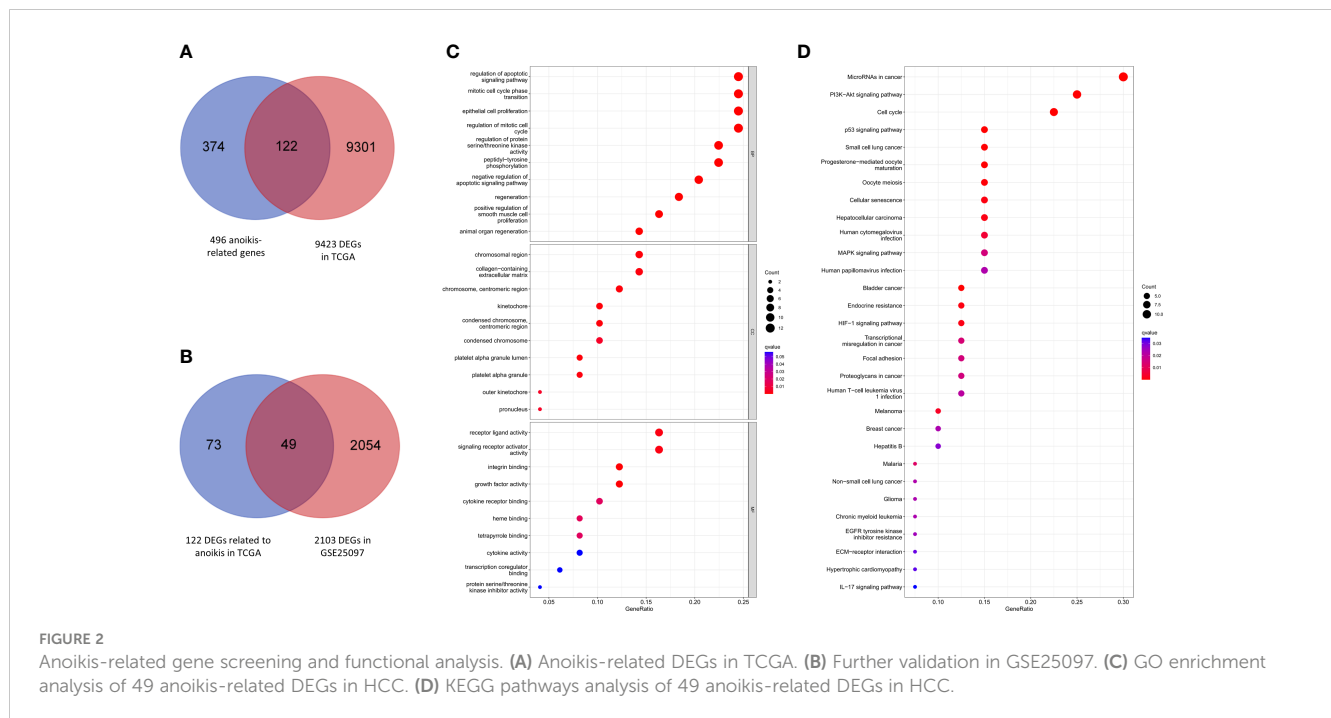 A
374
122
9301
496 anoikis-
related genes
9423 DEGs
in TCGA
B
73
49
2054
122 DEGs related to
anoikis in TCGA
2103 DEGs in
GSE25097
C
regulation of apoptotic
signaling pathway
mitotic cell cycle phase
transition
epithelial cell proliferation
regulation of mitotic cell
cycle
regulation of protein
serine/threonine kinase
activity
peptidyl−tyrosine
phosphorylation
negative regulation of
apoptotic signaling pathway
regeneration
positive regulation of
smooth muscle cell
proliferation
animal organ regeneration
BP
chromosomal region
collagen−containing
extracellular matrix
chromosome, centromeric region
kinetochore
condensed chromosome,
centromeric region
condensed chromosome
platelet alpha granule lumen
platelet alpha granule
outer kinetochore
pronucleus
CC
receptor ligand activity
signaling receptor activator
activity
integrin binding
growth factor activity
cytokine receptor binding
heme binding
tetrapyrrole binding
cytokine activity
transcription coregulator
binding
protein serine/threonine
kinase inhibitor activity
MF
0.05
0.10
0.15
0.20
0.25
GeneRatio
Count
2
4
6
8
10
12
qvalue
0.05
0.04
0.03
0.02
0.01
D
MicroRNAs in cancer
PI3K−Akt signaling pathway
Cell cycle
p53 signaling pathway
Small cell lung cancer
Progesterone−mediated oocyte
maturation
Oocyte meiosis
Cellular senescence
Hepatocellular carcinoma
Human cytomegalovirus
infection
MAPK signaling pathway
Human papillomavirus infection
Bladder cancer
Endocrine resistance
HIF−1 signaling pathway
Transcriptional
misregulation in cancer
Focal adhesion
Proteoglycans in cancer
Human T−cell leukemia virus
1 infection
Melanoma
Breast cancer
Hepatitis B
Malaria
Non−small cell lung cancer
Glioma
Chronic myeloid leukemia
EGFR tyrosine kinase
inhibitor resistance
ECM−receptor interaction
Hypertrophic cardiomyopathy
IL−17 signaling pathway
0.10
0.15
0.20
0.25
0.30
GeneRatio
Count
5.0
7.5
10.0
qvalue
0.03
0.02
0.01
FIGURE 2
Anoikis-related gene screening and functional analysis. (A) Anoikis-related DEGs in TCGA. (B) Further validation in GSE25097. (C) GO enrichment
analysis of 49 anoikis-related DEGs in HCC. (D) KEGG pathways analysis of 49 anoikis-related DEGs in HCC.